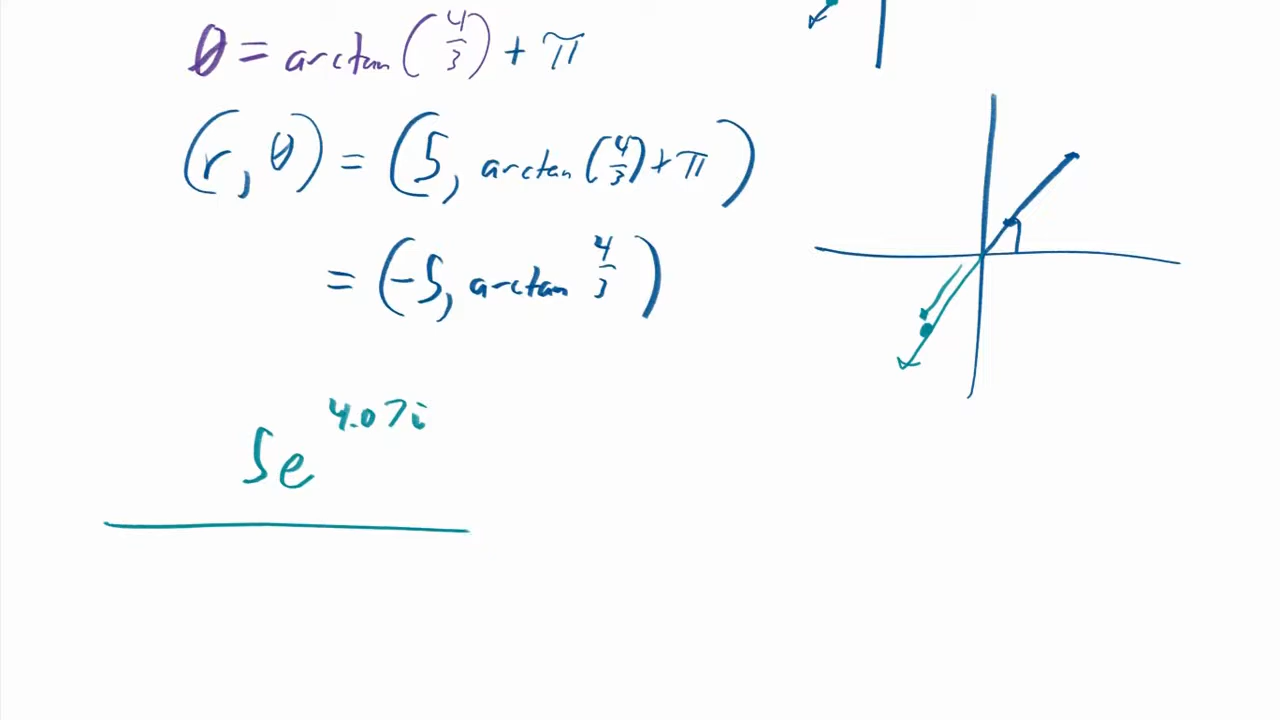 θ = arctan(4/3) + π
(r, θ) = (5, arctan(4/3) + π)
= (-5, arctan 4/3)
5e^4.07i